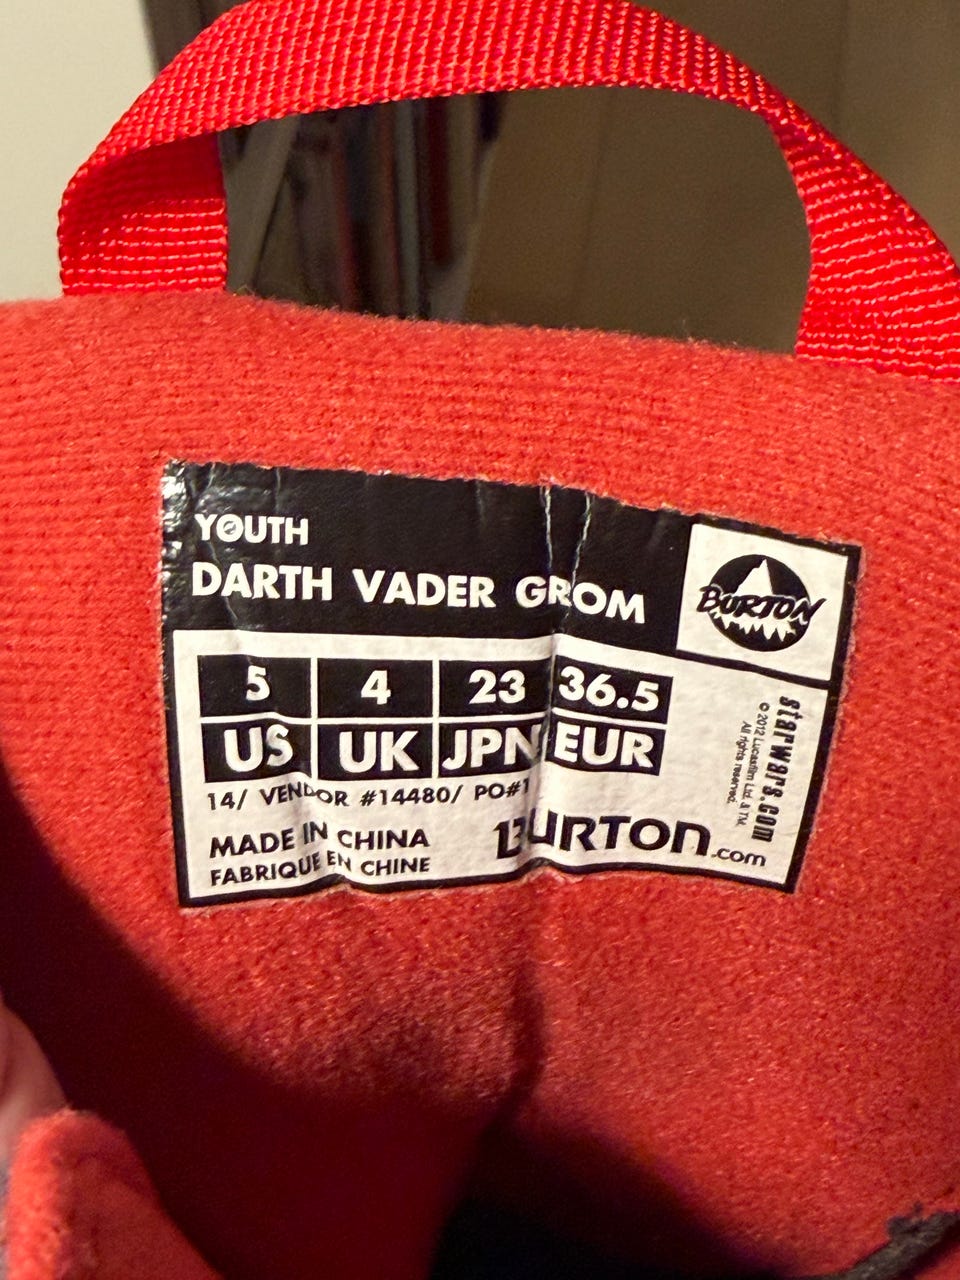 YOUTH
DARTH VADER GROM
BURTON
5 4 23 36.5
US UK JPN EUR
14/ VENDOR #14480/ PO#1
MADE IN CHINA
FABRIQUE EN CHINE
BURTON.com
starwars.com
© 2012 Lucasfilm Ltd. & TM.
All rights reserved.